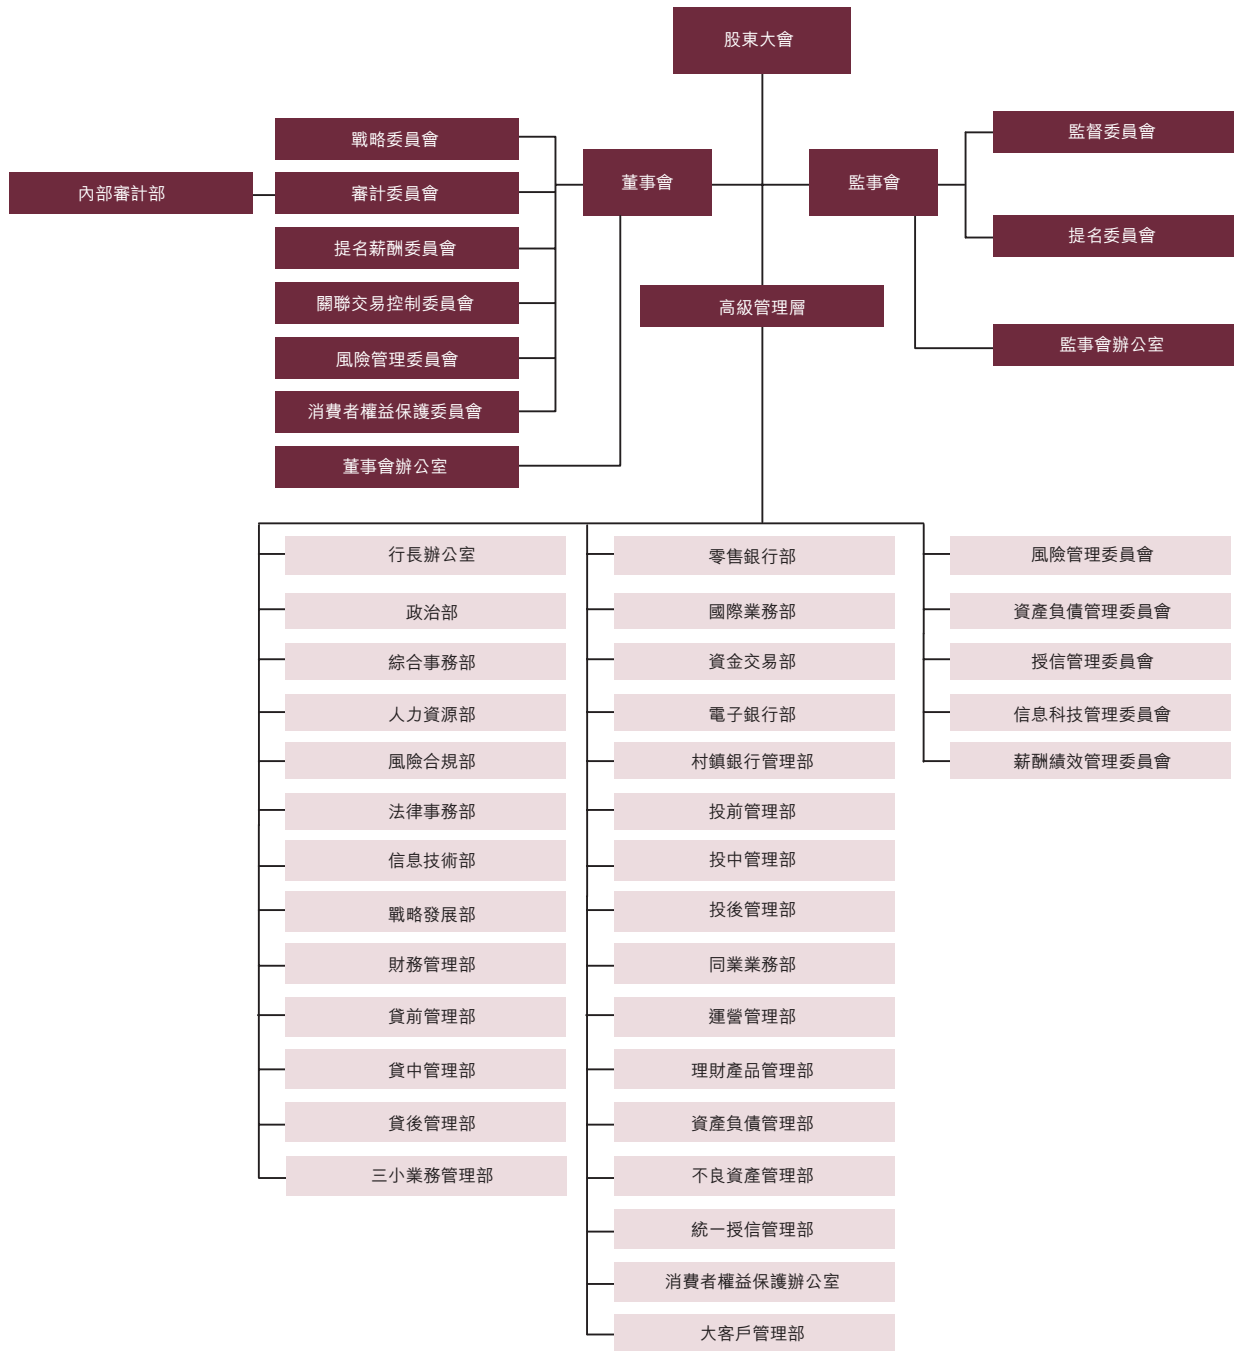 股東大會
戰略委員會
內部審計部
審計委員會
提名薪酬委員會
關聯交易控制委員會
風險管理委員會
消費者權益保護委員會
董事會辦公室
董事會
監事會
監督委員會
提名委員會
監事會辦公室
高級管理層
行長辦公室
政治部
綜合事務部
人力資源部
風險合規部
法律事務部
信息技術部
戰略發展部
財務管理部
貸前管理部
貸中管理部
貸後管理部
三小業務管理部
零售銀行部
國際業務部
資金交易部
電子銀行部
村鎮銀行管理部
投前管理部
投中管理部
投後管理部
同業業務部
運營管理部
理財產品管理部
資產負債管理部
不良資產管理部
統一授信管理部
消費者權益保護辦公室
大客戶管理部
風險管理委員會
資產負債管理委員會
授信管理委員會
信息科技管理委員會
薪酬績效管理委員會